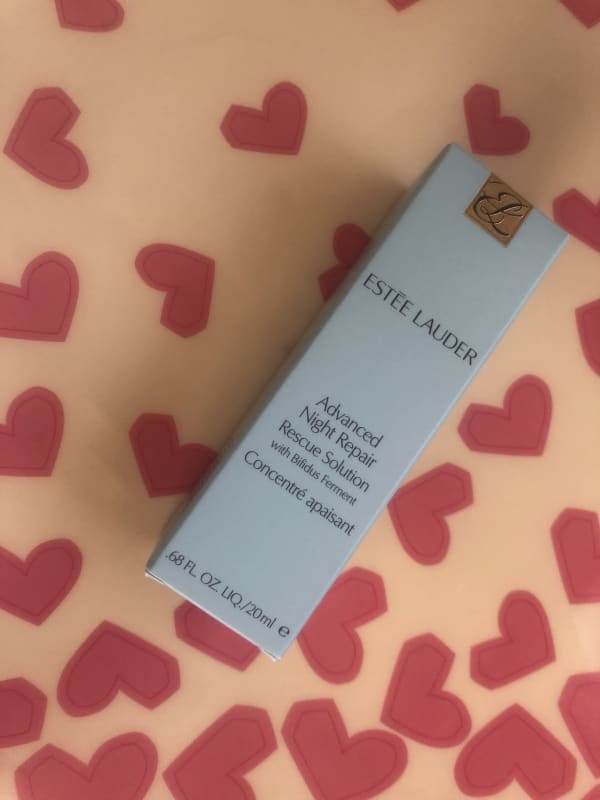 ESTĒE LAUDER
Advanced
Night Repair
Rescue Solution
with Bifidus Ferment
Concentré apaisant
.68 FL. OZ. LIQ./20ml ℮